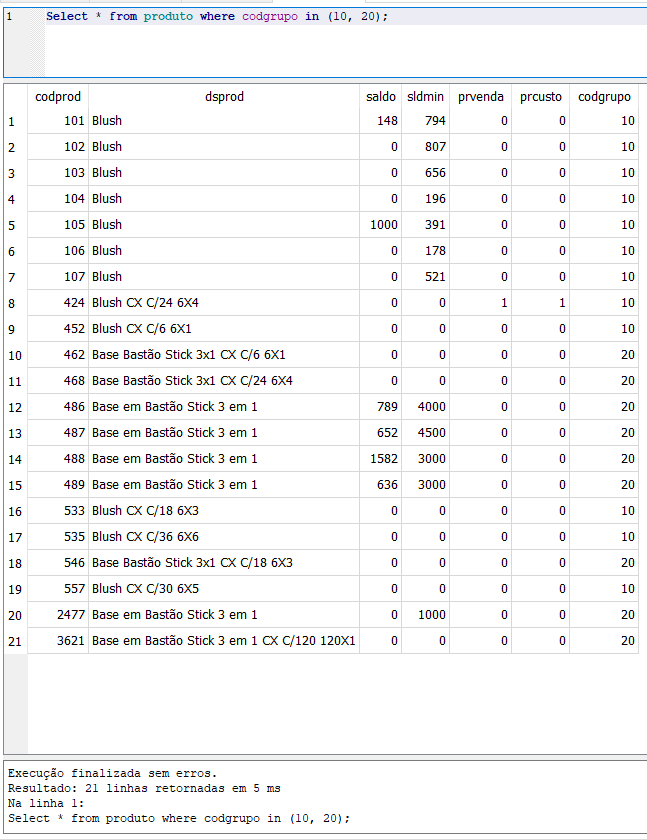 1 Select * from produto where codgrupo in (10, 20);
codprod dsprod saldo sldmin prvenda prcusto codgrupo
1 101 Blush 148 794 0 0 10
2 102 Blush 0 807 0 0 10
3 103 Blush 0 656 0 0 10
4 104 Blush 0 196 0 0 10
5 105 Blush 1000 391 0 0 10
6 106 Blush 0 178 0 0 10
7 107 Blush 0 521 0 0 10
8 424 Blush CX C/24 6X4 0 0 1 1 10
9 452 Blush CX C/6 6X1 0 0 0 0 10
10 462 Base Bastão Stick 3x1 CX C/6 6X1 0 0 0 0 20
11 468 Base Bastão Stick 3x1 CX C/24 6X4 0 0 0 0 20
12 486 Base em Bastão Stick 3 em 1 789 4000 0 0 20
13 487 Base em Bastão Stick 3 em 1 652 4500 0 0 20
14 488 Base em Bastão Stick 3 em 1 1582 3000 0 0 20
15 489 Base em Bastão Stick 3 em 1 636 3000 0 0 20
16 533 Blush CX C/18 6X3 0 0 0 0 10
17 535 Blush CX C/36 6X6 0 0 0 0 10
18 546 Base Bastão Stick 3x1 CX C/18 6X3 0 0 0 0 20
19 557 Blush CX C/30 6X5 0 0 0 0 10
20 2477 Base em Bastão Stick 3 em 1 0 1000 0 0 20
21 3621 Base em Bastão Stick 3 em 1 CX C/120 120X1 0 0 0 0 20
Execução finalizada sem erros.
Resultado: 21 linhas retornadas em 5 ms
Na linha 1:
Select * from produto where codgrupo in (10, 20);